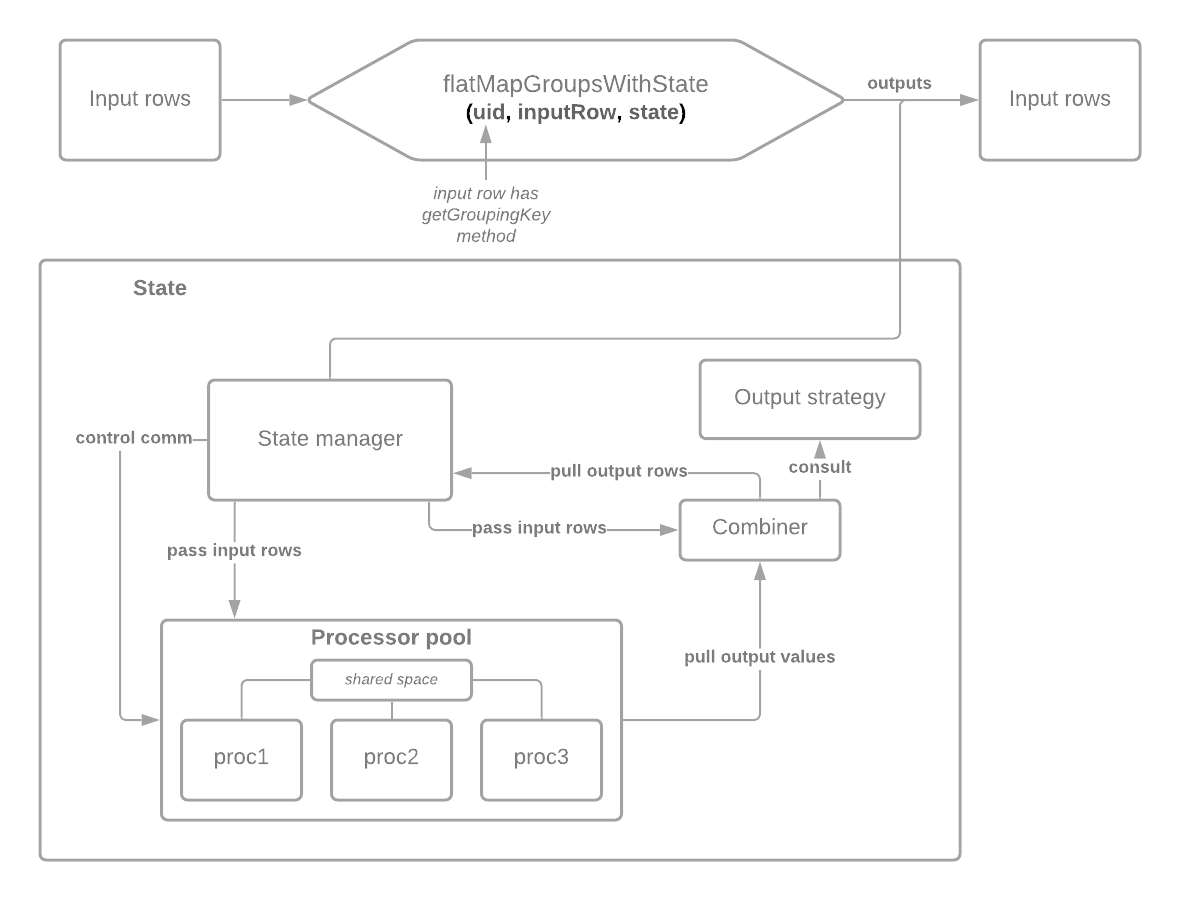 Input rows
flatMapGroupsWithState
(uid, inputRow, state)
outputs
Input rows
input row has
getGroupingKey
method
State
Output strategy
State manager
control comm
pull output rows
consult
pass input rows
Combiner
pass input rows
Processor pool
pull output values
shared space
proc1
proc2
proc3